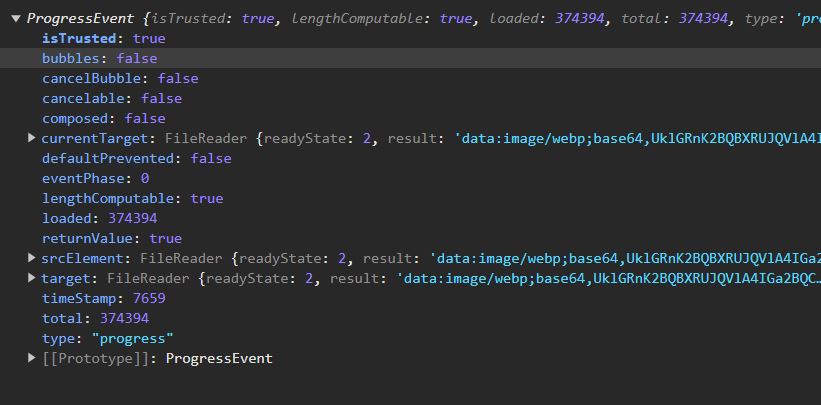 ▼ ProgressEvent {isTrusted: true, lengthComputable: true, loaded: 374394, total: 374394, type: 'pro
isTrusted: true
bubbles: false
cancelBubble: false
cancelable: false
composed: false
▶ currentTarget: FileReader {readyState: 2, result: 'data:image/webp;base64,UklGRnK2BQBXRUJQVlA4I
defaultPrevented: false
eventPhase: 0
lengthComputable: true
loaded: 374394
returnValue: true
▶ srcElement: FileReader {readyState: 2, result: 'data:image/webp;base64,UklGRnK2BQBXRUJQVlA4IGa2
▶ target: FileReader {readyState: 2, result: 'data:image/webp;base64,UklGRnK2BQBXRUJQVlA4IGa2BQC…
timeStamp: 7659
total: 374394
type: "progress"
▶ [[Prototype]]: ProgressEvent